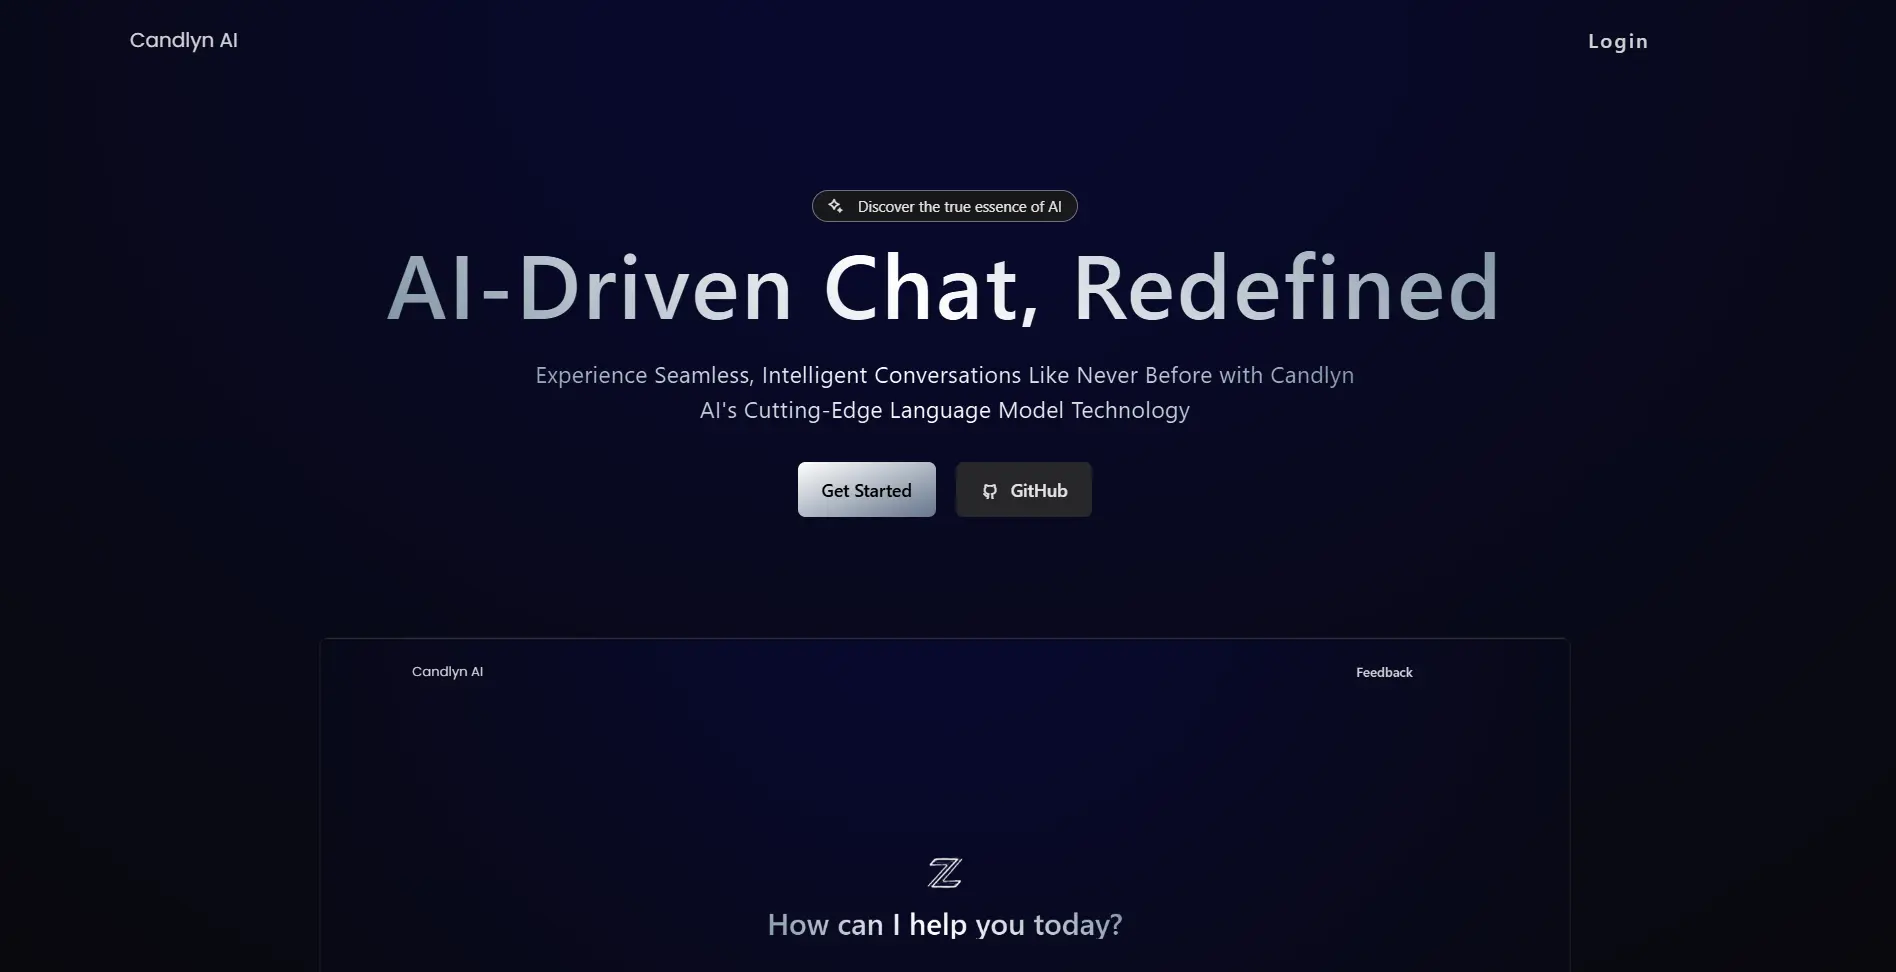 Candlyn AI
Login
Discover the true essence of AI
AI-Driven Chat, Redefined
Experience Seamless, Intelligent Conversations Like Never Before with Candlyn
AI's Cutting-Edge Language Model Technology
Get Started
GitHub
Candlyn AI
Feedback
How can I help you today?